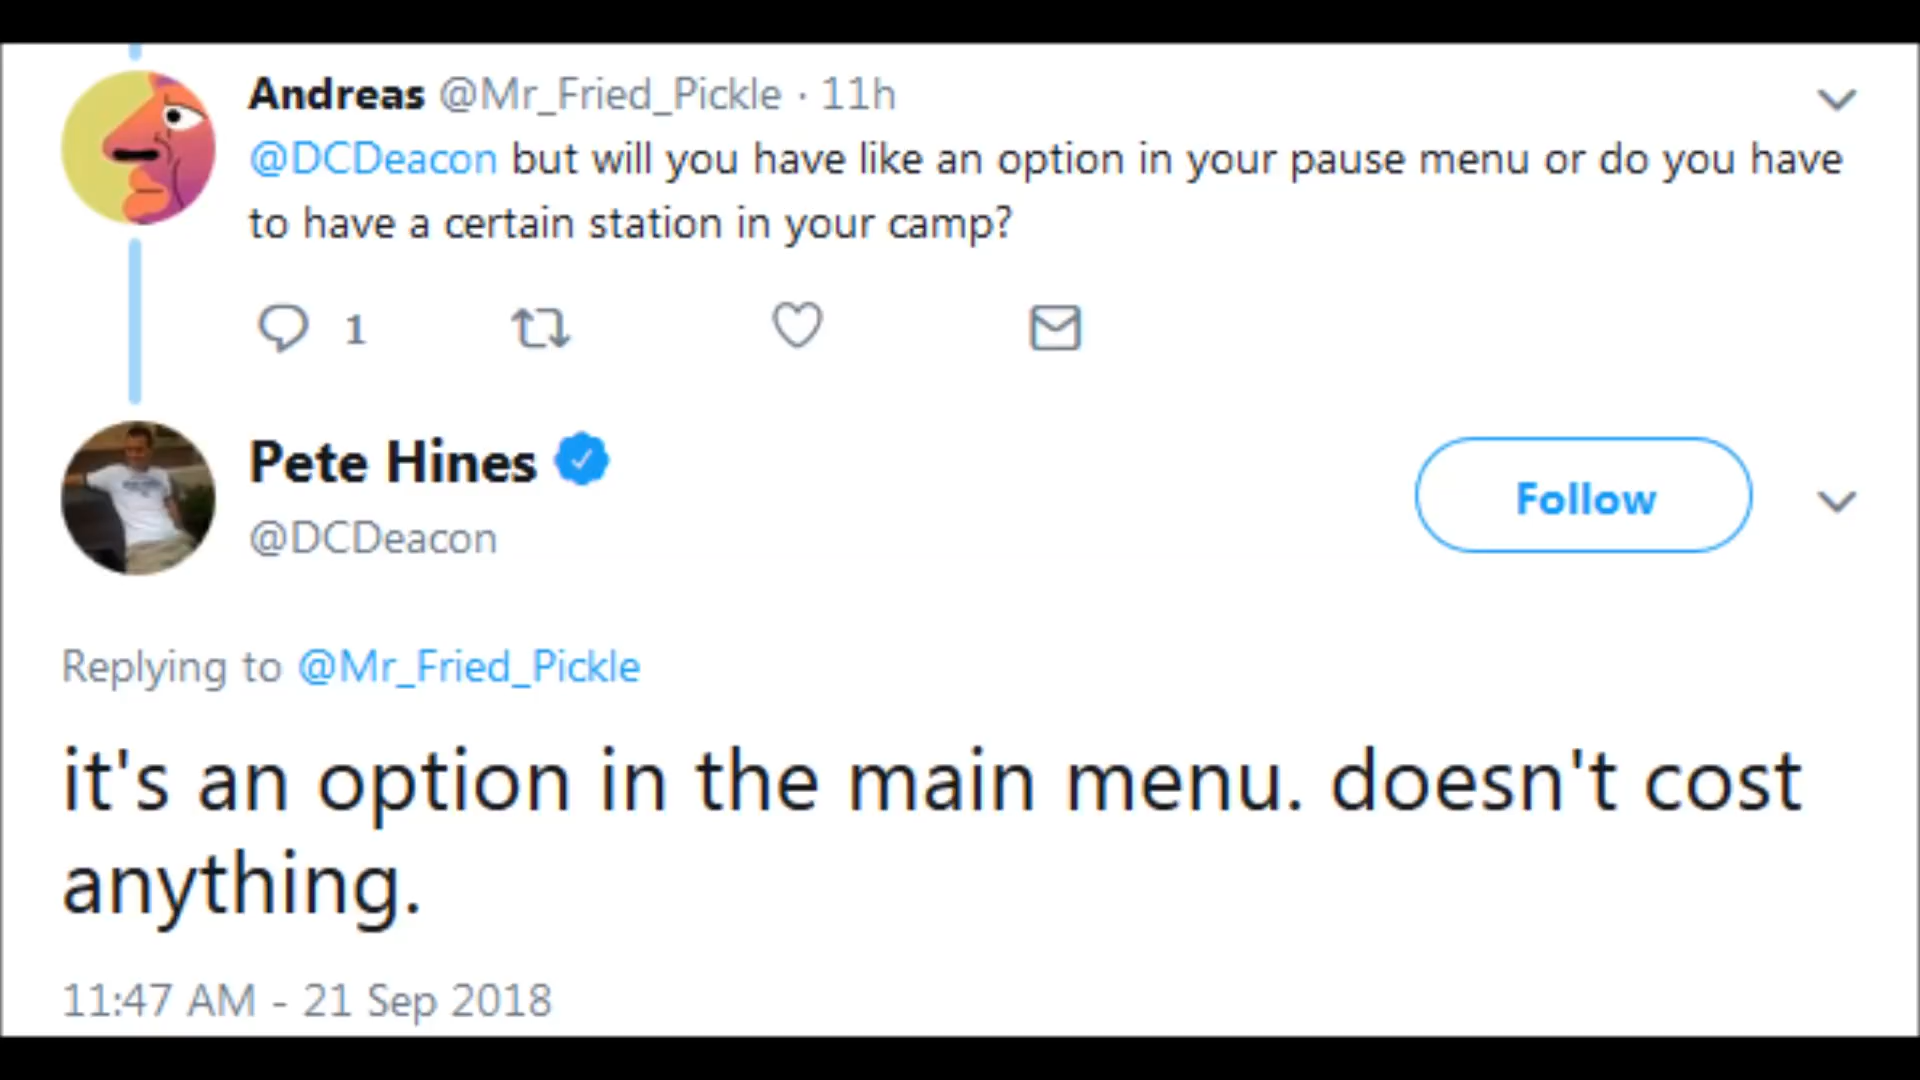 Andreas @Mr_Fried_Pickle · 11h
@DCDeacon but will you have like an option in your pause menu or do you have
to have a certain station in your camp?
1
Pete Hines
@DCDeacon
Follow
Replying to @Mr_Fried_Pickle
it's an option in the main menu. doesn't cost
anything.
11:47 AM - 21 Sep 2018